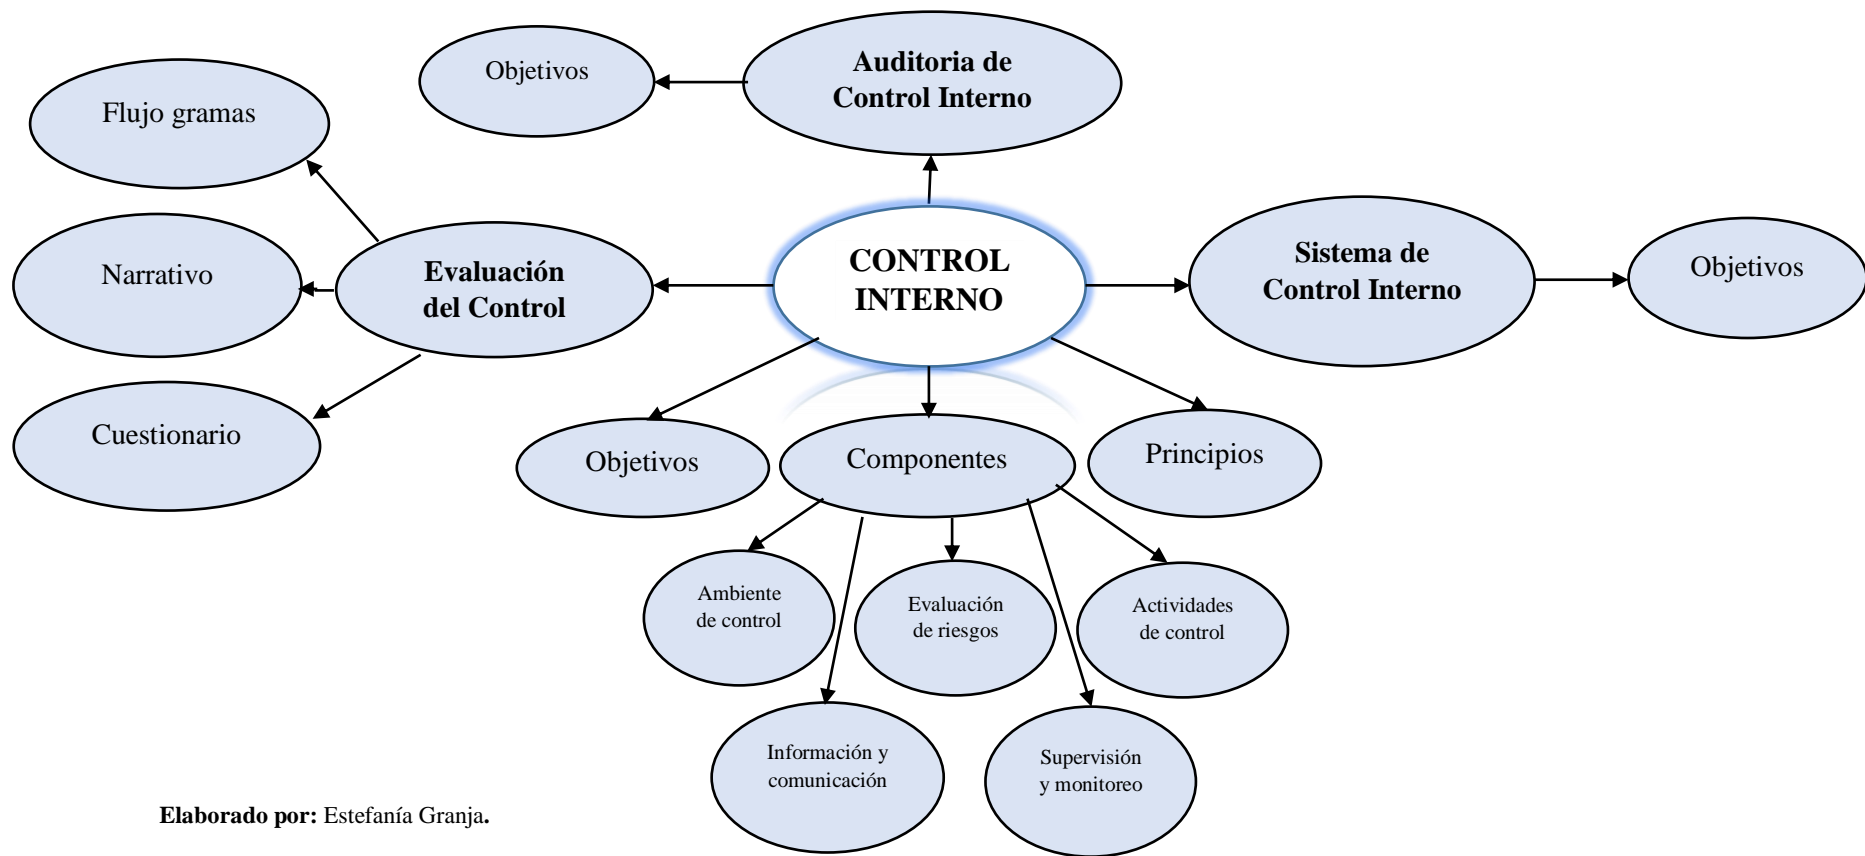 Auditoria de
Control Interno
Objetivos
Flujo gramas
Narrativo
Cuestionario
Evaluación
del Control
CONTROL
INTERNO
Sistema de
Control Interno
Objetivos
Objetivos
Componentes
Principios
Ambiente
de control
Evaluación
de riesgos
Actividades
de control
Información y
comunicación
Supervisión
y monitoreo
Elaborado por: Estefanía Granja.